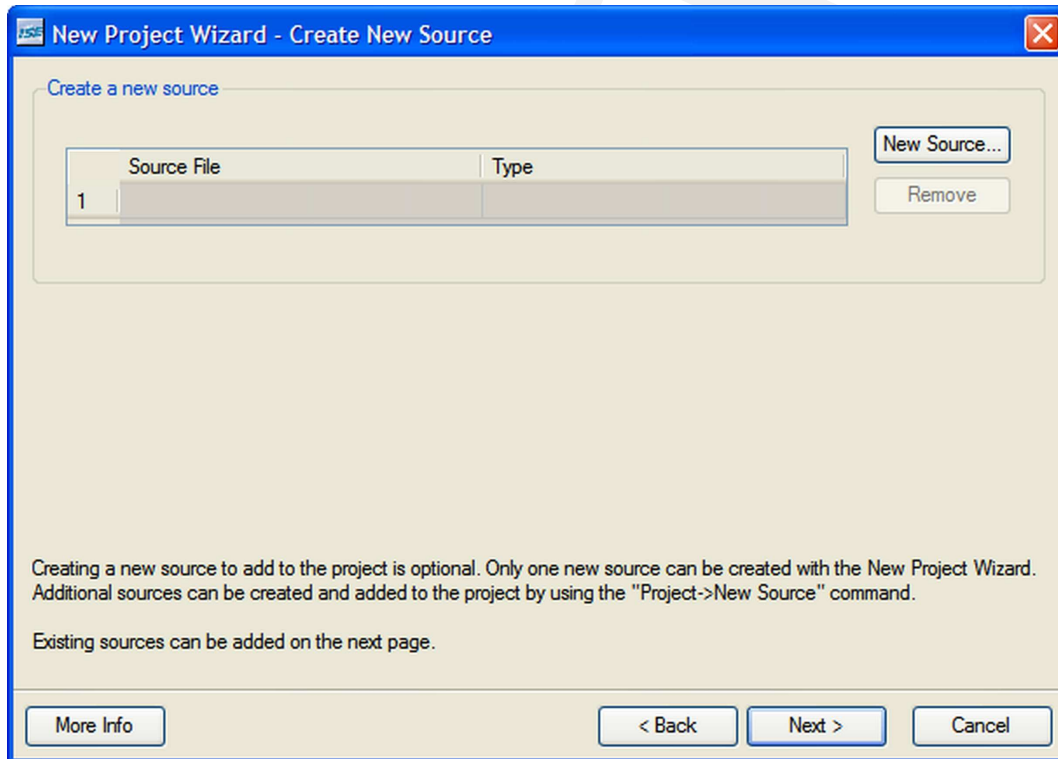 ISE New Project Wizard - Create New Source
Create a new source
Source File Type
New Source...
1
Remove
Creating a new source to add to the project is optional. Only one new source can be created with the New Project Wizard.
Additional sources can be created and added to the project by using the "Project->New Source" command.
Existing sources can be added on the next page.
More Info < Back Next > Cancel